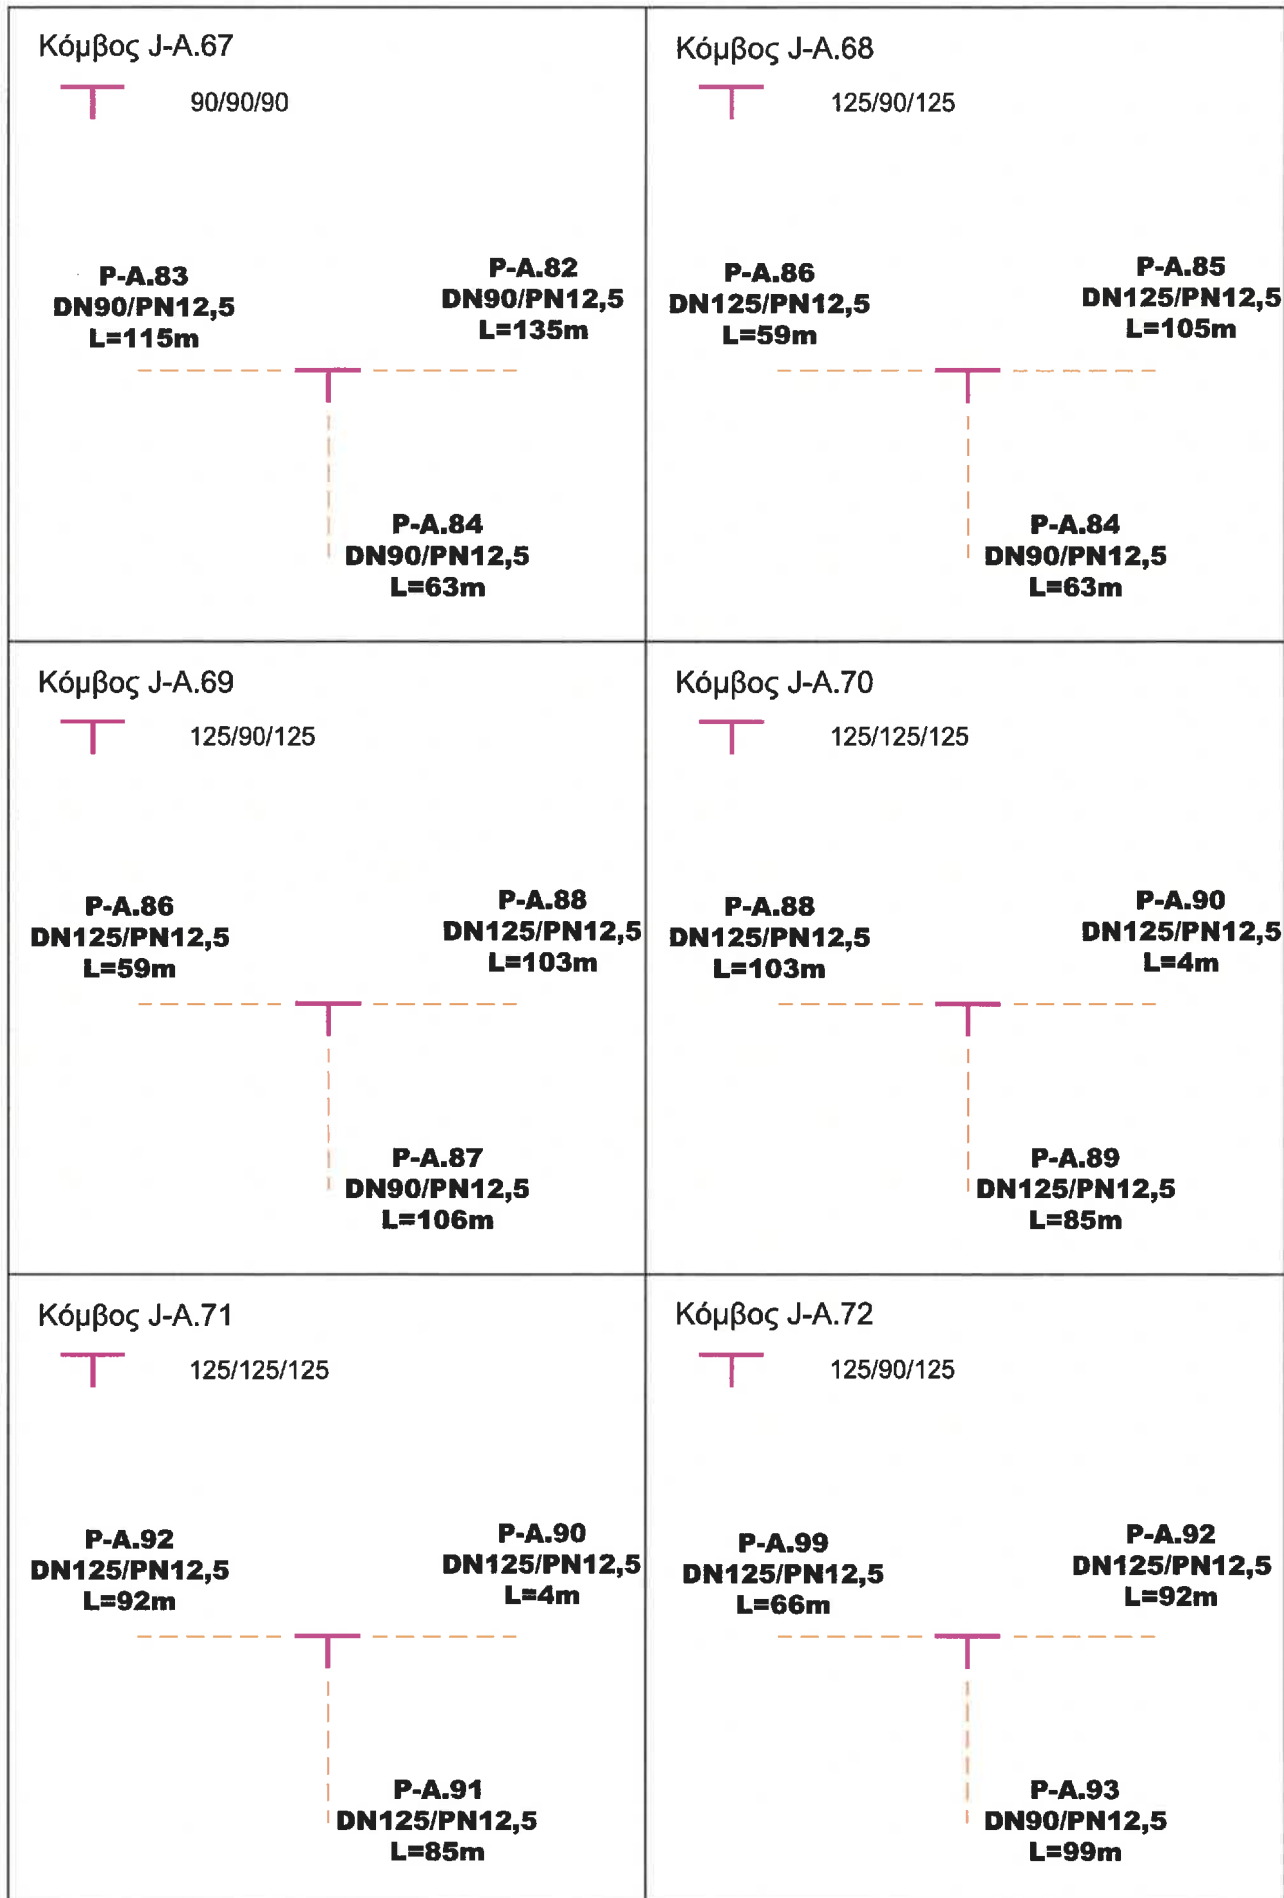 Κόμβος J-A.67
90/90/90
P-A.83
DN90/PN12,5
L=115m
P-A.82
DN90/PN12,5
L=135m
P-A.84
DN90/PN12,5
L=63m
Κόμβος J-A.68
125/90/125
P-A.86
DN125/PN12,5
L=59m
P-A.85
DN125/PN12,5
L=105m
P-A.84
DN90/PN12,5
L=63m
Κόμβος J-A.69
125/90/125
P-A.86
DN125/PN12,5
L=59m
P-A.88
DN125/PN12,5
L=103m
P-A.87
DN90/PN12,5
L=106m
Κόμβος J-A.70
125/125/125
P-A.88
DN125/PN12,5
L=103m
P-A.90
DN125/PN12,5
L=4m
P-A.89
DN125/PN12,5
L=85m
Κόμβος J-A.71
125/125/125
P-A.92
DN125/PN12,5
L=92m
P-A.90
DN125/PN12,5
L=4m
P-A.91
DN125/PN12,5
L=85m
Κόμβος J-A.72
125/90/125
P-A.99
DN125/PN12,5
L=66m
P-A.92
DN125/PN12,5
L=92m
P-A.93
DN90/PN12,5
L=99m